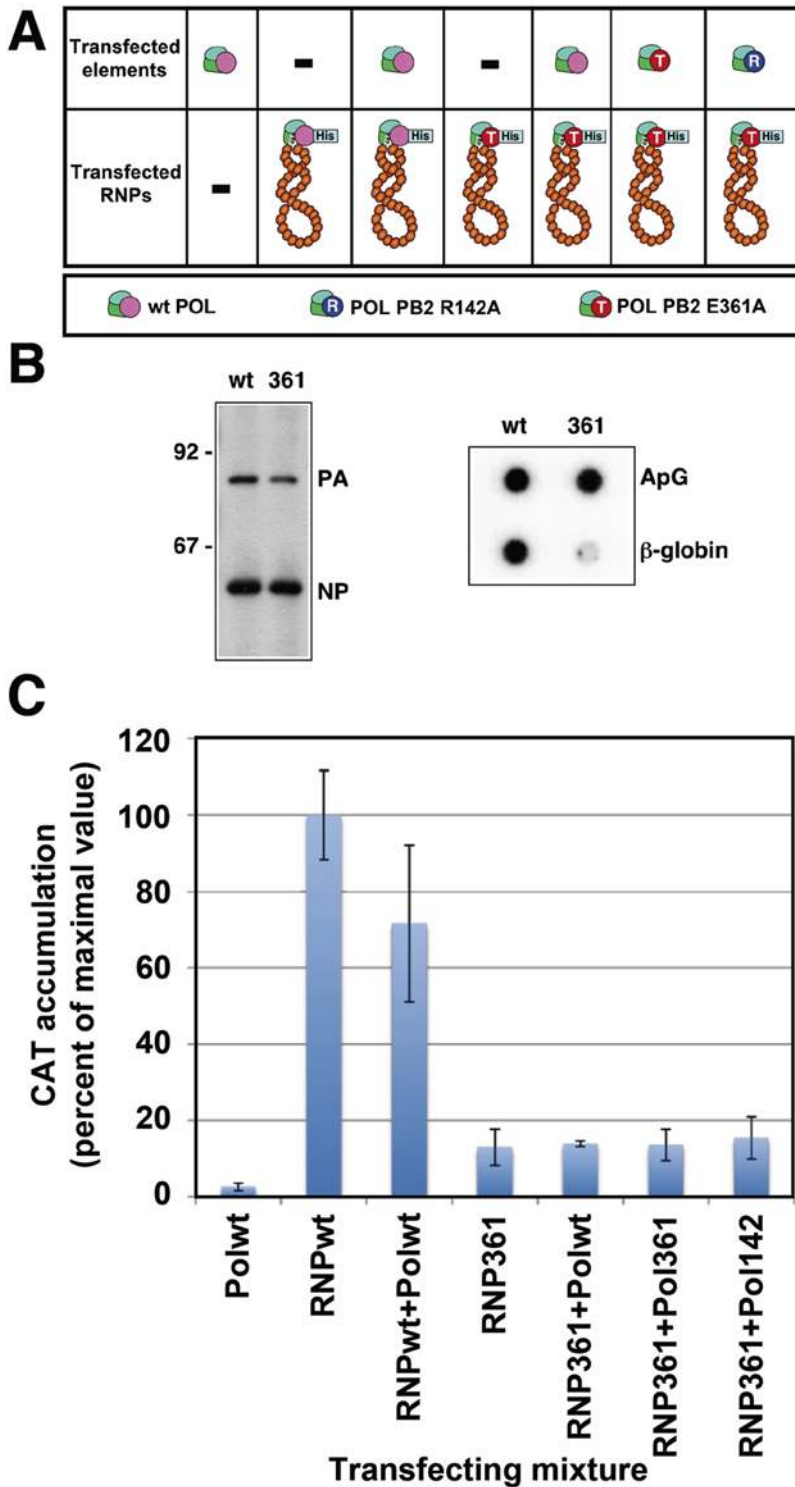 A
Transfected elements
T
R
Transfected RNPs
His His T His T His T His T His
wt POL R POL PB2 R142A T POL PB2 E361A
B
wt 361
92 -
PA
67 -
NP
wt 361
ApG
β-globin
C
CAT accumulation
(percent of maximal value)
120
100
80
60
40
20
0
Polwt
RNPwt
RNPwt+Polwt
RNP361
RNP361+Polwt
RNP361+Pol361
RNP361+Pol142
Transfecting mixture